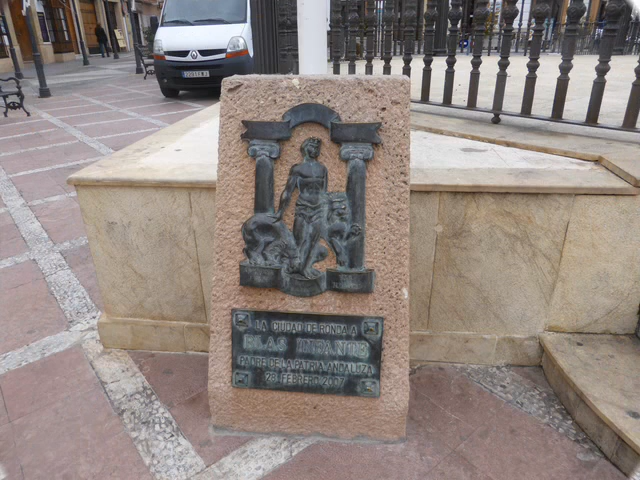 LA CIUDAD DE RONDA A
BLAS INFANTE
PADRE DE LA PATRIA ANDALUZA
28 FEBRERO 2007